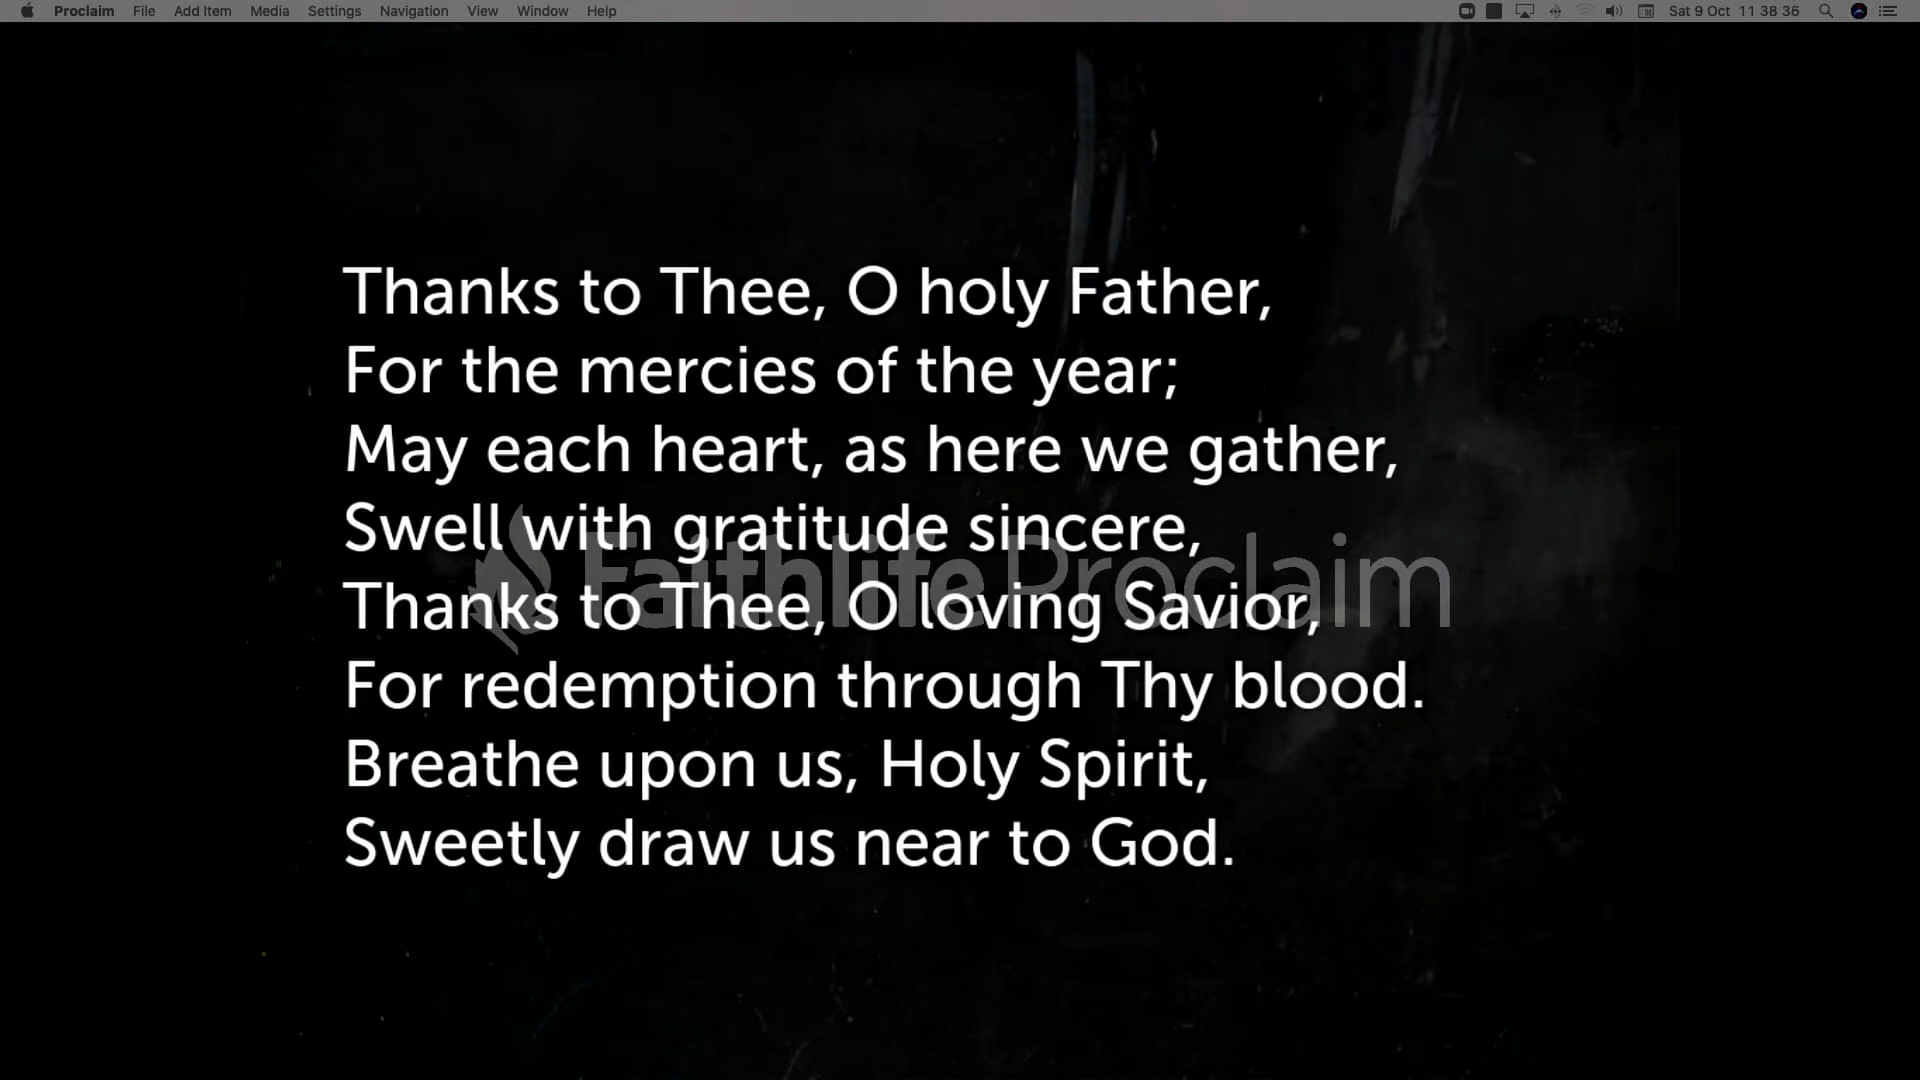 Proclaim File Add Item Media Settings Navigation View Window Help Sat 9 Oct 11 38 36
Thanks to Thee, O holy Father,
For the mercies of the year;
May each heart, as here we gather,
Swell with gratitude sincere,
Faithlife Proclaim
Thanks to Thee, O loving Savior,
For redemption through Thy blood.
Breathe upon us, Holy Spirit,
Sweetly draw us near to God.